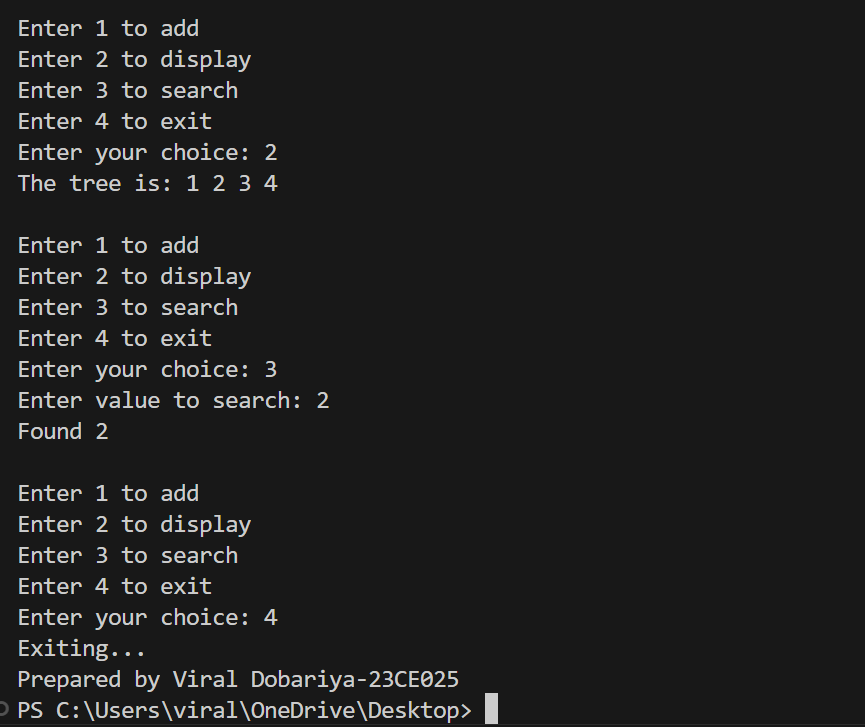 Enter 1 to add
Enter 2 to display
Enter 3 to search
Enter 4 to exit
Enter your choice: 2
The tree is: 1 2 3 4
Enter 1 to add
Enter 2 to display
Enter 3 to search
Enter 4 to exit
Enter your choice: 3
Enter value to search: 2
Found 2
Enter 1 to add
Enter 2 to display
Enter 3 to search
Enter 4 to exit
Enter your choice: 4
Exiting...
Prepared by Viral Dobariya-23CE025
PS C:\Users\viral\OneDrive\Desktop>